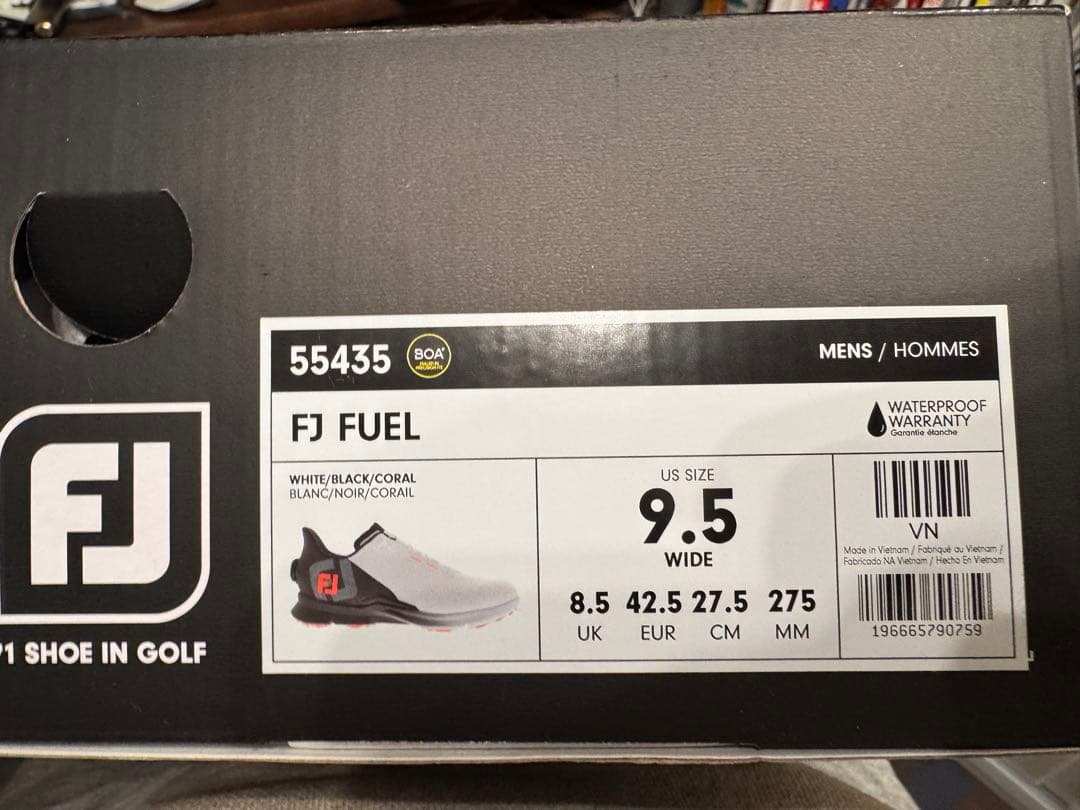 55435 BOA
MENS / HOMMES
FJ FUEL
WATERPROOF
WARRANTY
Garantie étanche
WHITE/BLACK/CORAL
BLANC/NOIR/CORAIL
FJ
US SIZE
9.5
WIDE
8.5 42.5 27.5 275
UK EUR CM MM
VN
Made in Vietnam / Fabriqué au Vietnam /
Fabricado NA Vietnam / Hecho En Vietnam
196665790759
FJ
#1 SHOE IN GOLF